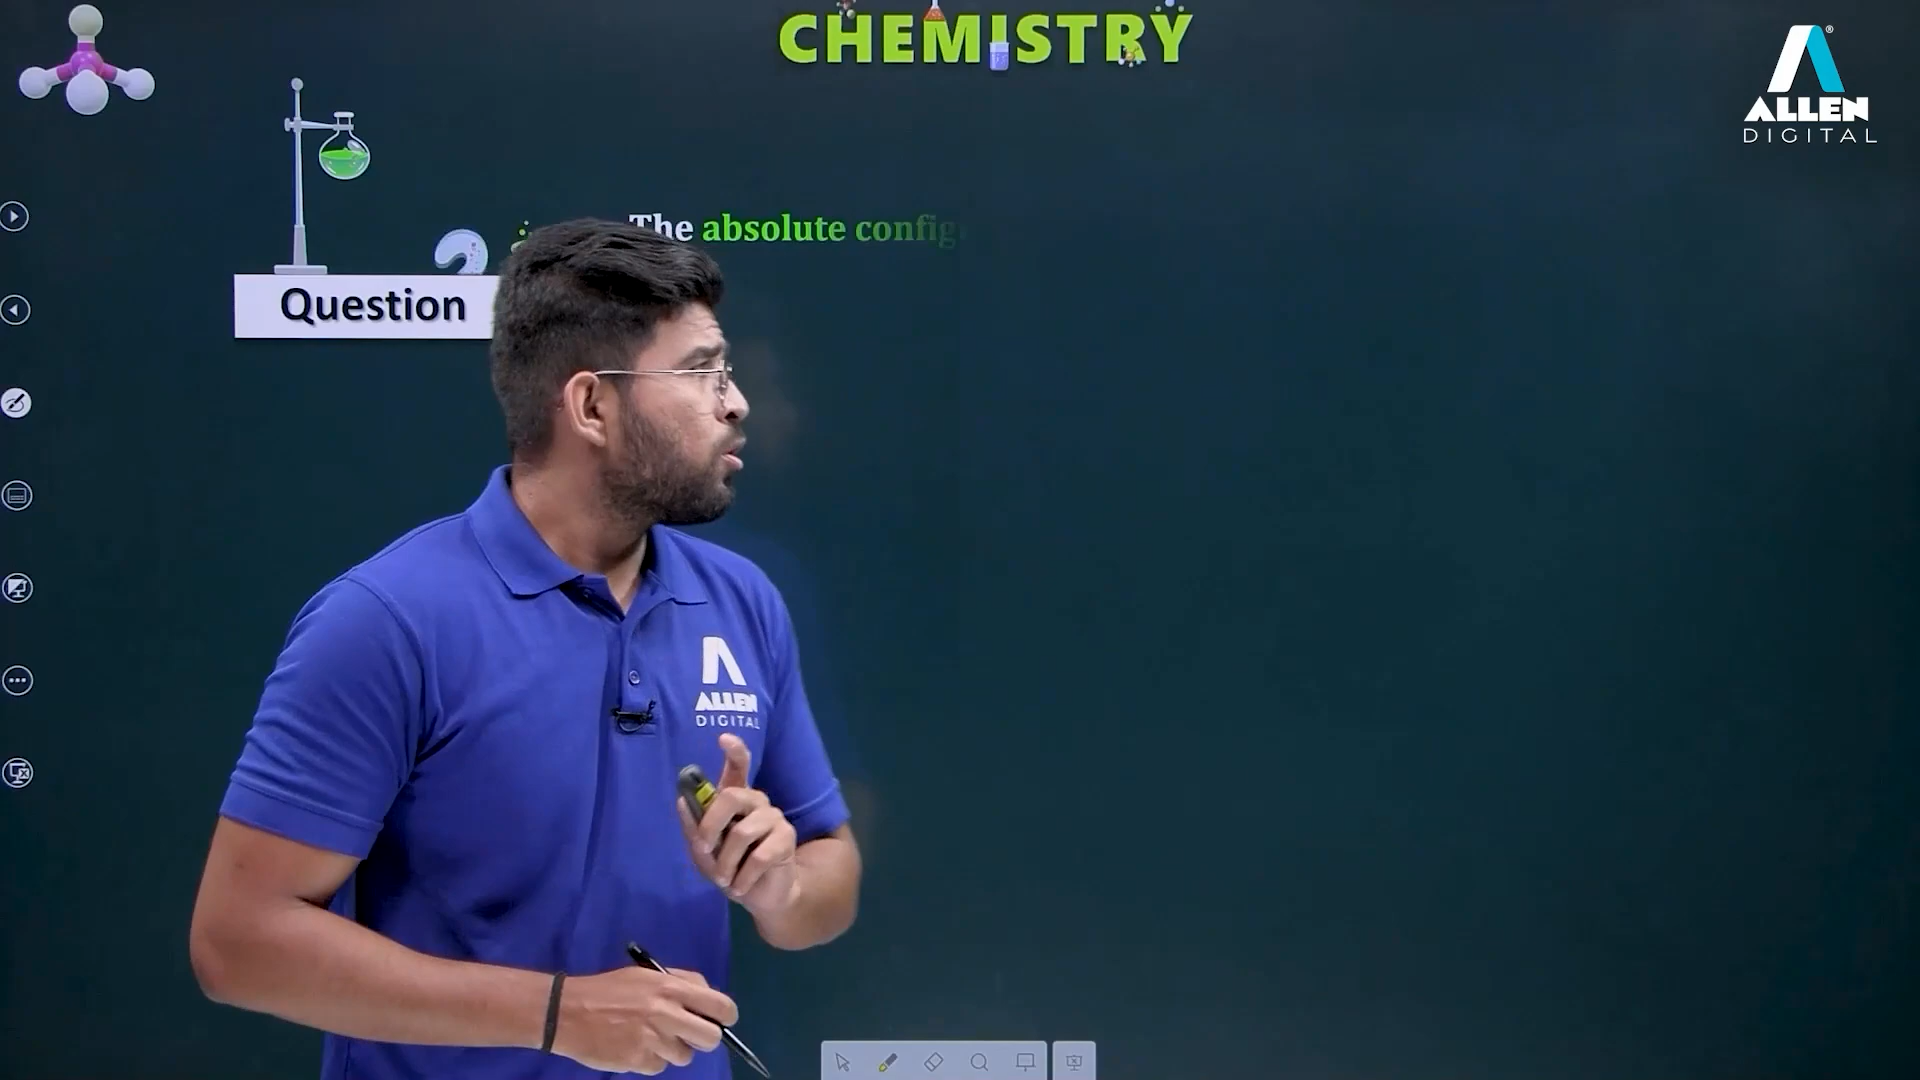 CHEMISTRY
ALLEN
DIGITAL
The absolute config
Question
ALLEN
DIGITAL